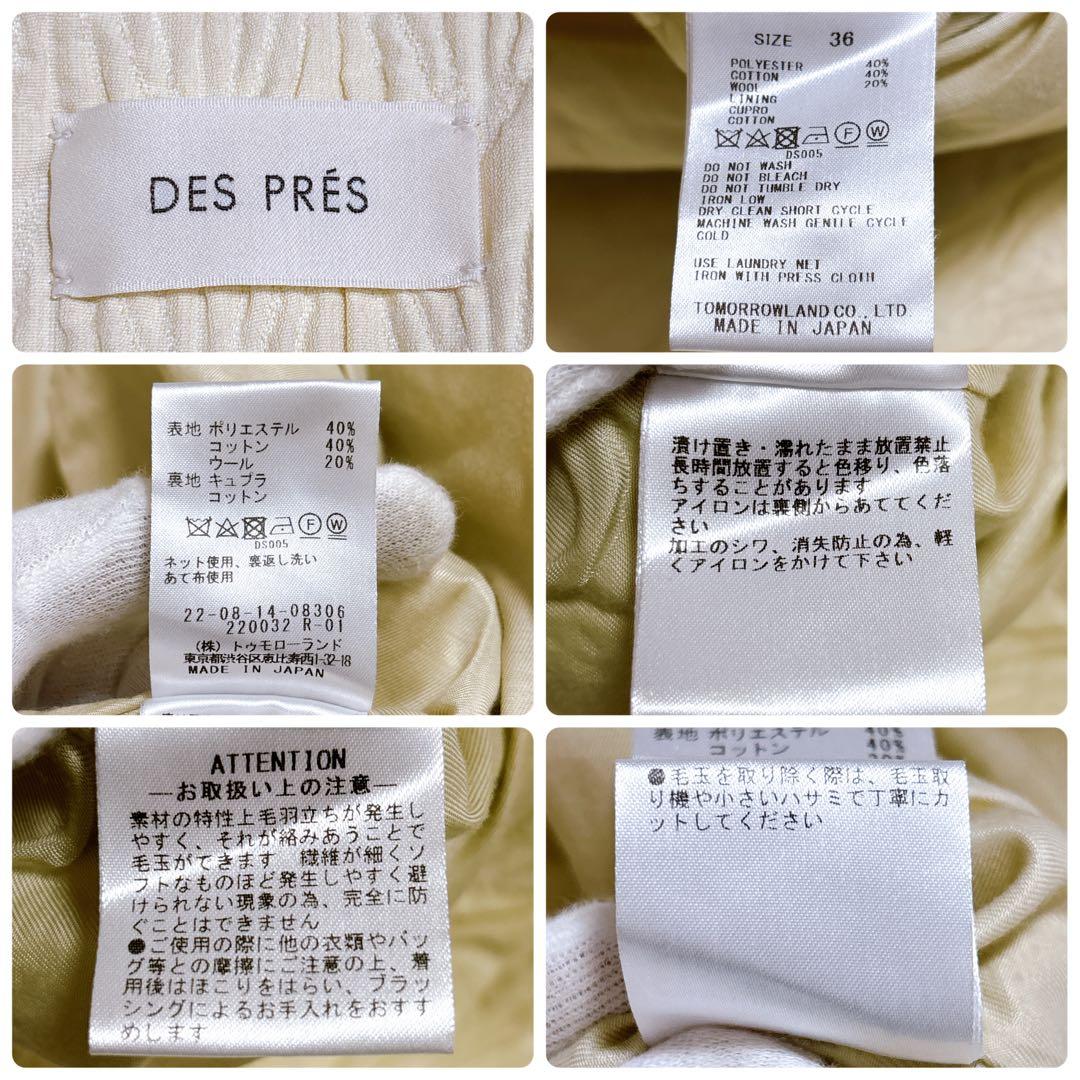 DES PRÉS
SIZE 36
POLYESTER 40%
COTTON 40%
WOOL 20%
LINING
CUPRO
COTTON
F W
DS005
DO NOT WASH
DO NOT BLEACH
DO NOT TUMBLE DRY
IRON LOW
DRY CLEAN SHORT CYCLE
MACHINE WASH GENTLE CYCLE
COLD
USE LAUNDRY NET
IRON WITH PRESS CLOTH
TOMORROWLAND CO., LTD
MADE IN JAPAN
表地 ポリエステル 40%
コットン 40%
ウール 20%
裏地 キュプラ
コットン
F W
DS005
ネット使用、裏返し洗い
あて布使用
22-08-14-08306
220032 R-01
(株) トゥモローランド
東京都渋谷区恵比寿西1-32-18
MADE IN JAPAN
漬け置き・濡れたまま放置禁止
長時間放置すると色移り、色落
ちすることがあります
アイロンは裏側からあててくだ
さい
加工のシワ、消失防止の為、軽
くアイロンをかけて下さい
ATTENTION
―お取扱い上の注意―
素材の特性上毛羽立ちが発生し
やすく、それが絡みあうことで
毛玉ができます 繊維が細くソ
フトなものほど発生しやすく避
けられない現象の為、完全に防
ぐことはできません
●ご使用の際に他の衣類やバッ
グ等との摩擦にご注意の上、着
用後はほこりをはらい、ブラッ
シングによるお手入れをおすす
めします
表地 ポリエステル 40%
コットン 40%
20%
●毛玉を取り除く際は、毛玉取
り機や小さいハサミで丁寧にカ
ットしてください